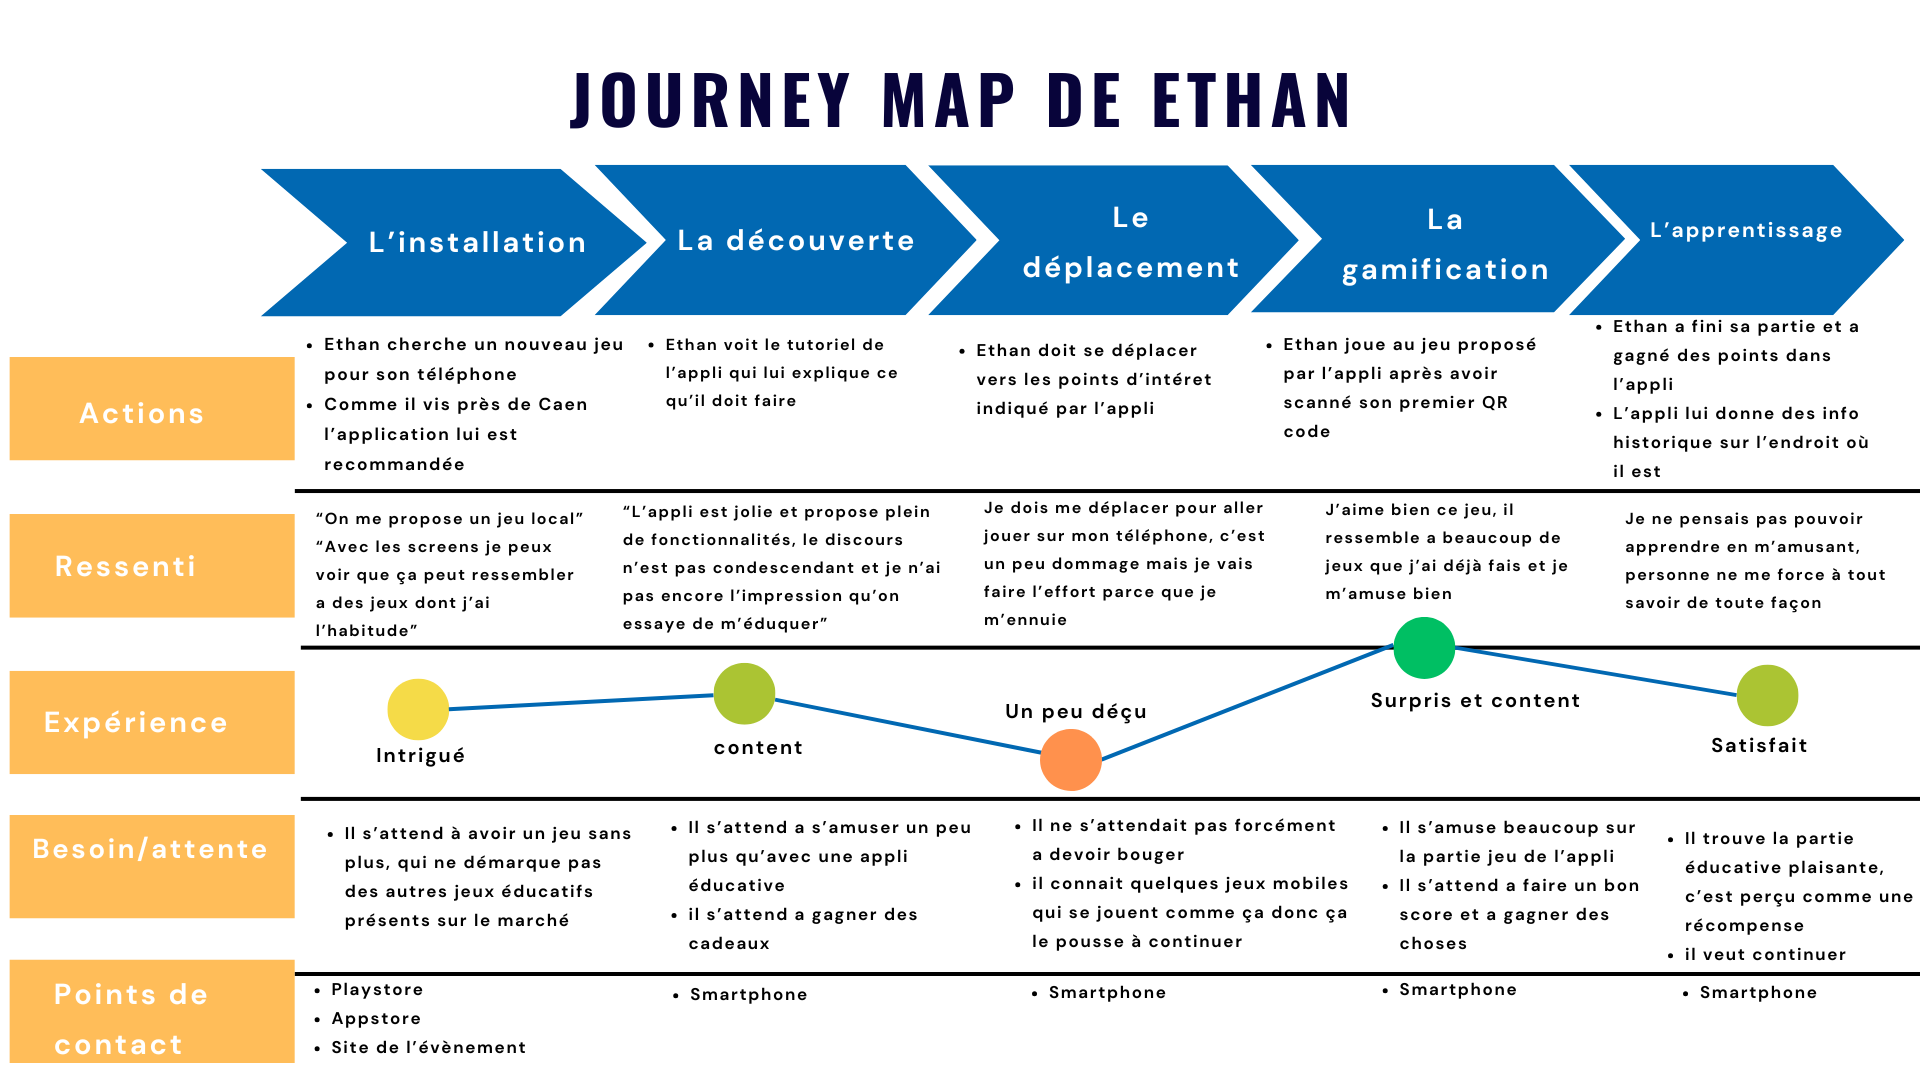 JOURNEY MAP DE ETHAN
L’installation
La découverte
Le
déplacement
La
gamification
L’apprentissage
Actions
• Ethan cherche un nouveau jeu
pour son téléphone
• Comme il vis près de Caen
l’application lui est
recommandée
• Ethan voit le tutoriel de
l’appli qui lui explique ce
qu’il doit faire
• Ethan doit se déplacer
vers les points d’intéret
indiqué par l’appli
• Ethan joue au jeu proposé
par l’appli après avoir
scanné son premier QR
code
• Ethan a fini sa partie et a
gagné des points dans
l’appli
• L’appli lui donne des info
historique sur l’endroit où
il est
Ressenti
“On me propose un jeu local”
“Avec les screens je peux
voir que ça peut ressembler
a des jeux dont j’ai
l’habitude”
“L’appli est jolie et propose plein
de fonctionnalités, le discours
n’est pas condescendant et je n’ai
pas encore l’impression qu’on
essaye de m’éduquer”
Je dois me déplacer pour aller
jouer sur mon téléphone, c’est
un peu dommage mais je vais
faire l’effort parce que je
m’ennuie
J’aime bien ce jeu, il
ressemble a beaucoup de
jeux que j’ai déjà fais et je
m’amuse bien
Je ne pensais pas pouvoir
apprendre en m’amusant,
personne ne me force à tout
savoir de toute façon
Expérience
Intrigué
content
Un peu déçu
Surpris et content
Satisfait
Besoin/attente
• Il s’attend à avoir un jeu sans
plus, qui ne démarque pas
des autres jeux éducatifs
présents sur le marché
• Il s’attend a s’amuser un peu
plus qu’avec une appli
éducative
• il s’attend a gagner des
cadeaux
• Il ne s’attendait pas forcément
a devoir bouger
• il connait quelques jeux mobiles
qui se jouent comme ça donc ça
le pousse à continuer
• Il s’amuse beaucoup sur
la partie jeu de l’appli
• Il s’attend a faire un bon
score et a gagner des
choses
• Il trouve la partie
éducative plaisante,
c’est perçu comme une
récompense
• il veut continuer
Points de
contact
• Playstore
• Appstore
• Site de l’évènement
• Smartphone
• Smartphone
• Smartphone
• Smartphone